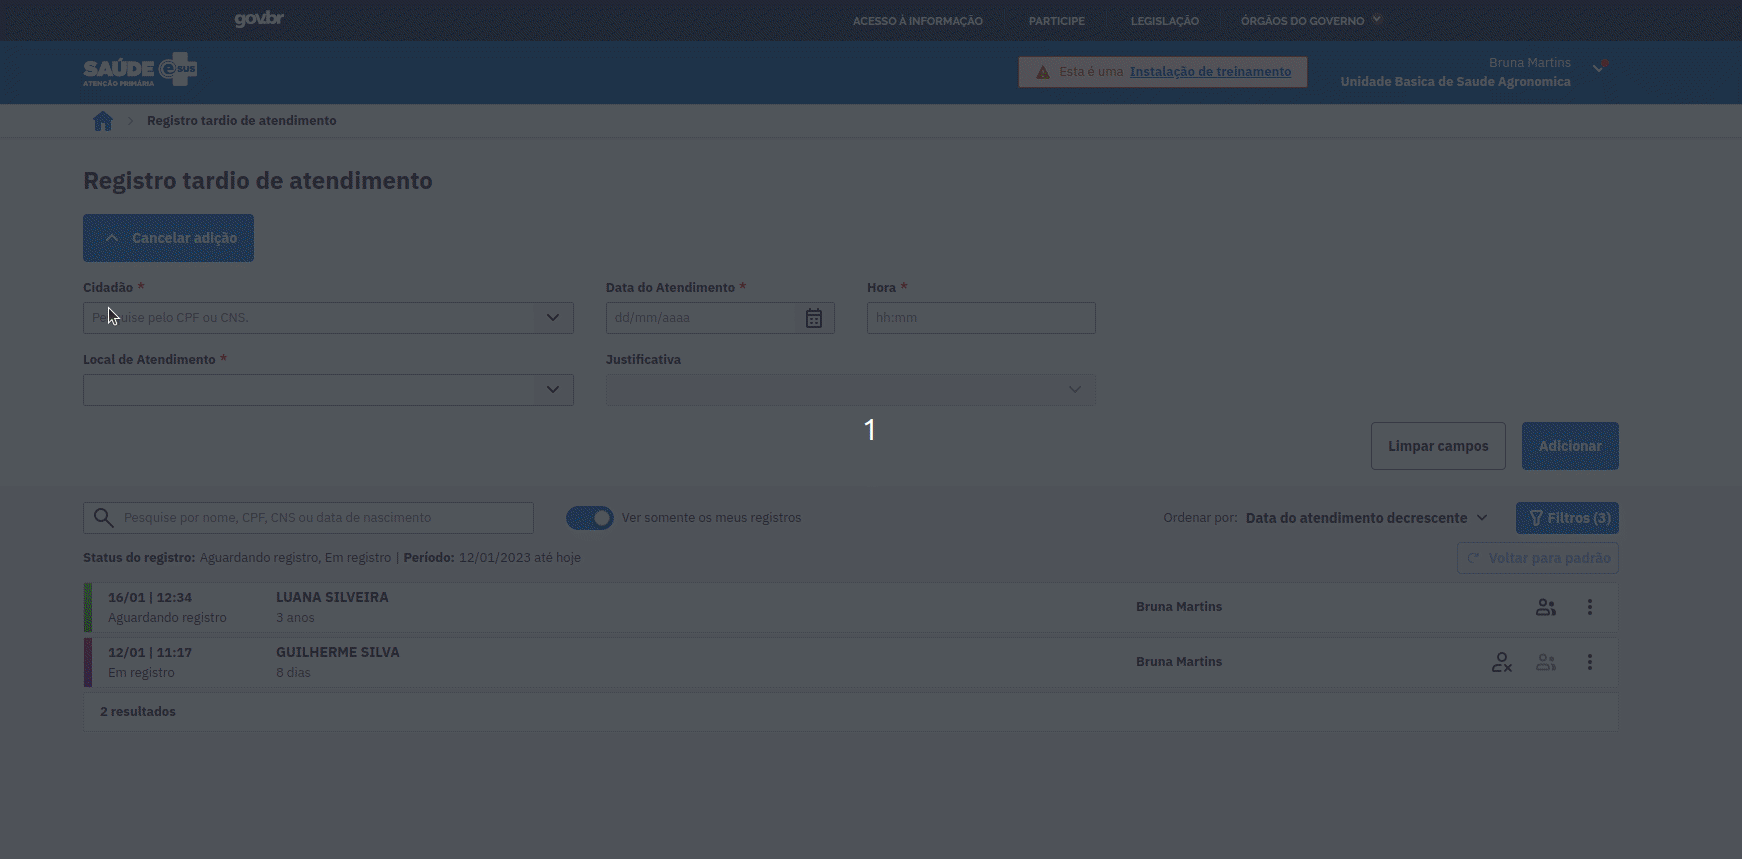 gov.br
ACESSO À INFORMAÇÃO PARTICIPE LEGISLAÇÃO ÓRGÃOS DO GOVERNO
SAÚDE e SUS
ATENÇÃO PRIMÁRIA
Esta é uma Instalação de treinamento
Bruna Martins
Unidade Basica de Saude Agronomica
Registro tardio de atendimento
Registro tardio de atendimento
Cancelar adição
Cidadão * Data do Atendimento * Hora *
Pesquise pelo CPF ou CNS. dd/mm/aaaa hh:mm
Local de Atendimento * Justificativa
1
Limpar campos Adicionar
Pesquise por nome, CPF, CNS ou data de nascimento Ver somente os meus registros Ordenar por: Data do atendimento decrescente Filtros (3)
Status do registro: Aguardando registro, Em registro | Período: 12/01/2023 até hoje Voltar para padrão
16/01 | 12:34 LUANA SILVEIRA
Aguardando registro 3 anos
Bruna Martins
12/01 | 11:17 GUILHERME SILVA
Em registro 8 dias
Bruna Martins
2 resultados